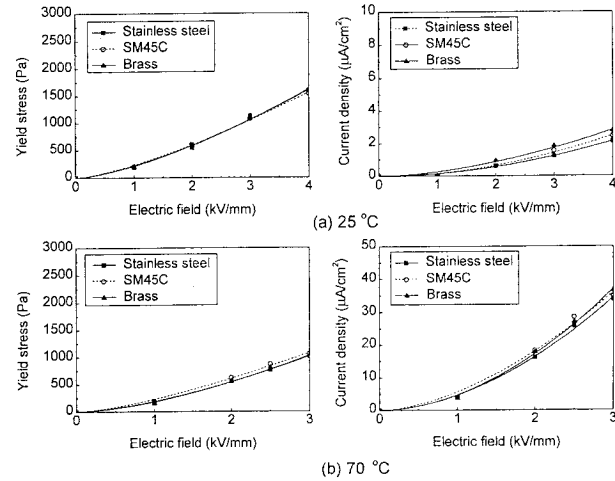 Yield stress (Pa)
3000
2500
2000
1500
1000
500
0
Stainless steel
SM45C
Brass
0 1 2 3 4
Electric field (kV/mm)
Current density (μA/cm²)
10
8
6
4
2
0
Stainless steel
SM45C
Brass
0 1 2 3 4
Electric field (kV/mm)
(a) 25 °C
Yield stress (Pa)
3000
2500
2000
1500
1000
500
0
Stainless steel
SM45C
Brass
0 1 2 3
Electric field (kV/mm)
Current density (μA/cm²)
50
40
30
20
10
0
Stainless steel
SM45C
Brass
0 1 2 3
Electric field (kV/mm)
(b) 70 °C